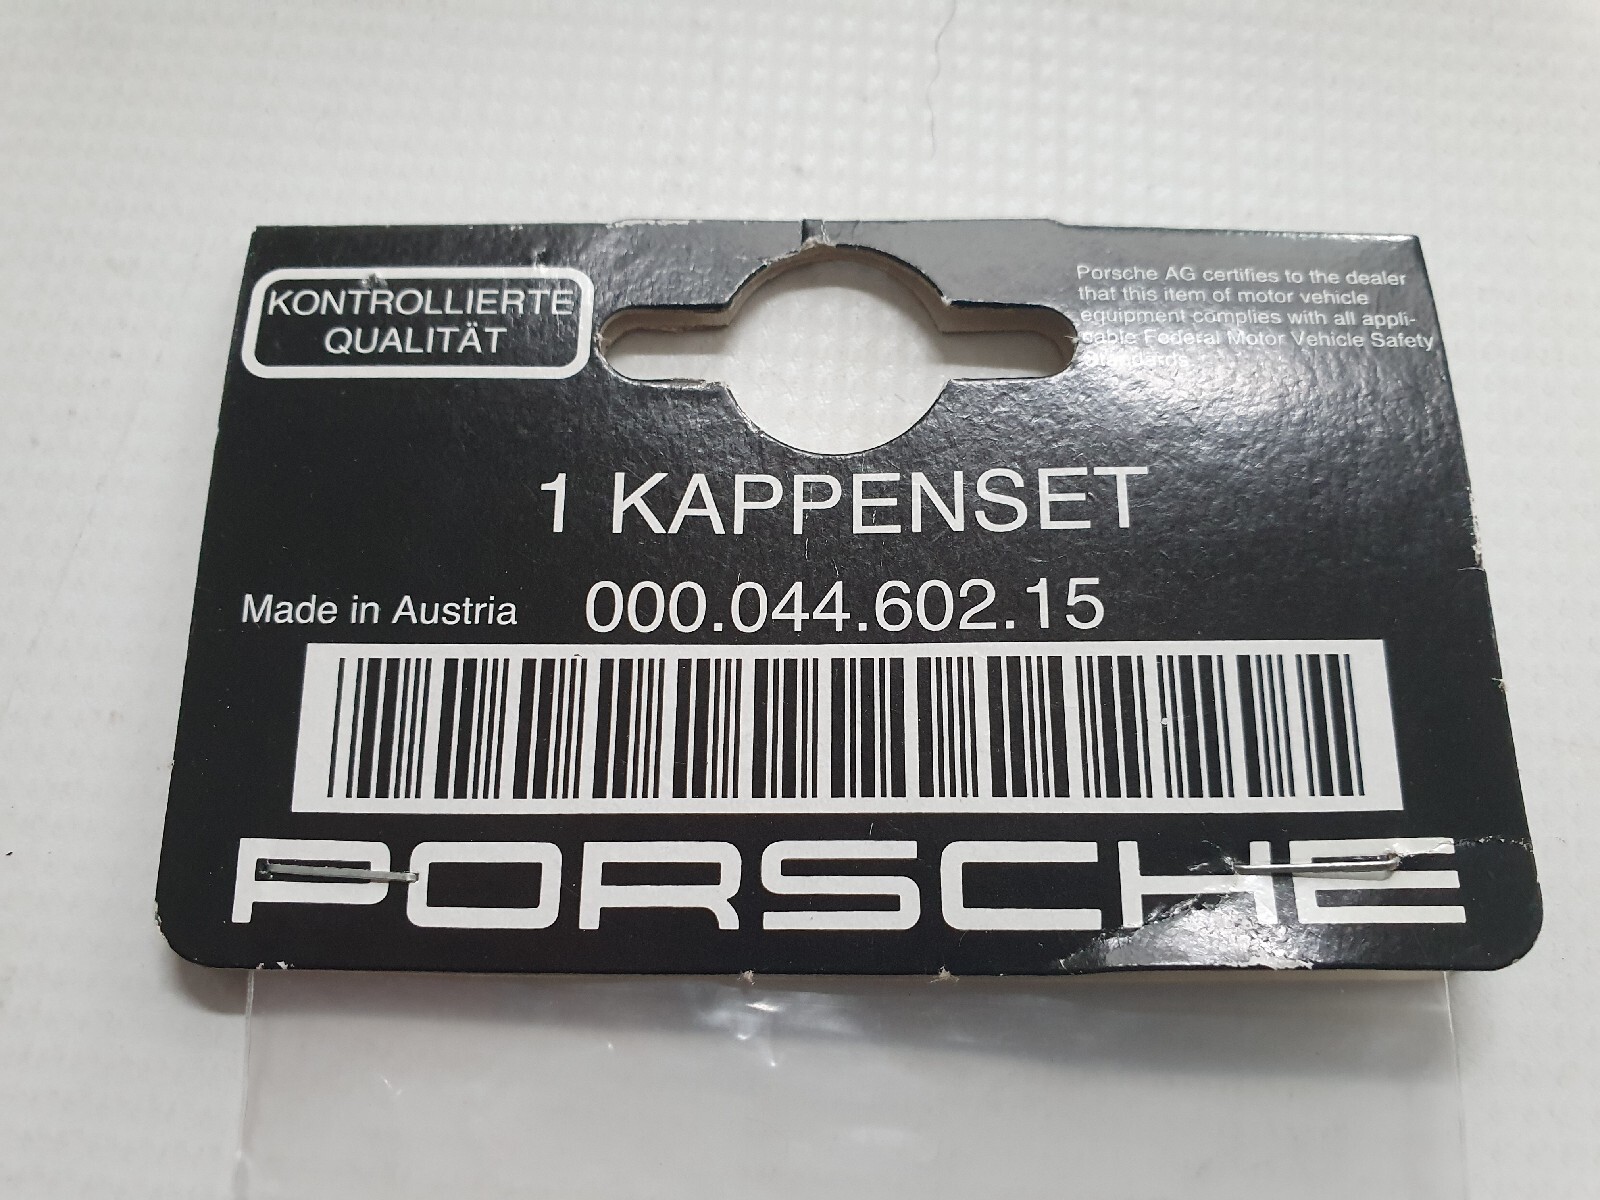 KONTROLLIERTE
QUALITÄT
Porsche AG certifies to the dealer
that this item of motor vehicle
equipment complies with all appli-
cable Federal Motor Vehicle Safety
Standards
1 KAPPENSET
Made in Austria 000.044.602.15
PORSCHE